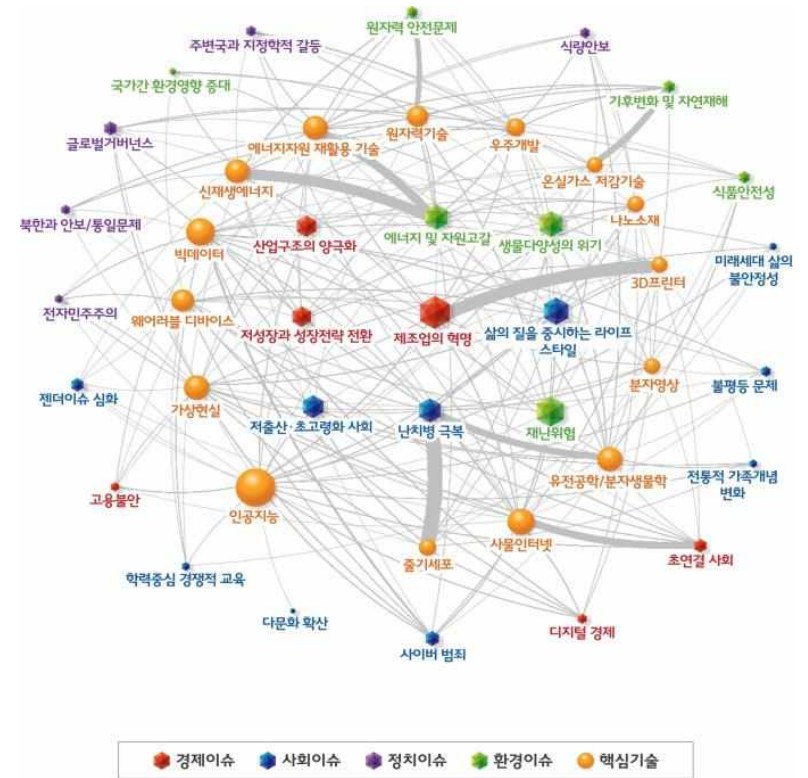 원자력 안전문제
주변국과 지정학적 갈등
식량안보
국가간 환경영향 증대
기후변화 및 자연재해
글로벌거버넌스
에너지자원 재활용 기술
원자력기술
우주개발
온실가스 저감기술
신재생에너지
식품안전성
북한과 안보/통일문제
나노소재
산업구조의 양극화
에너지 및 자원고갈
생물다양성의 위기
빅데이터
미래세대 삶의
불안정성
3D프린터
전자민주주의
웨어러블 디바이스
저성장과 성장전략 전환
제조업의 혁명
삶의 질을 중시하는 라이프
스타일
젠더이슈 심화
가상현실
분자영상
불평등 문제
저출산·초고령화 사회
난치병 극복
재난위험
유전공학/분자생물학
전통적 가족개념
변화
고용불안
인공지능
사물인터넷
줄기세포
초연결 사회
학력중심 경쟁적 교육
다문화 확산
디지털 경제
사이버 범죄
경제이슈
사회이슈
정치이슈
환경이슈
핵심기술